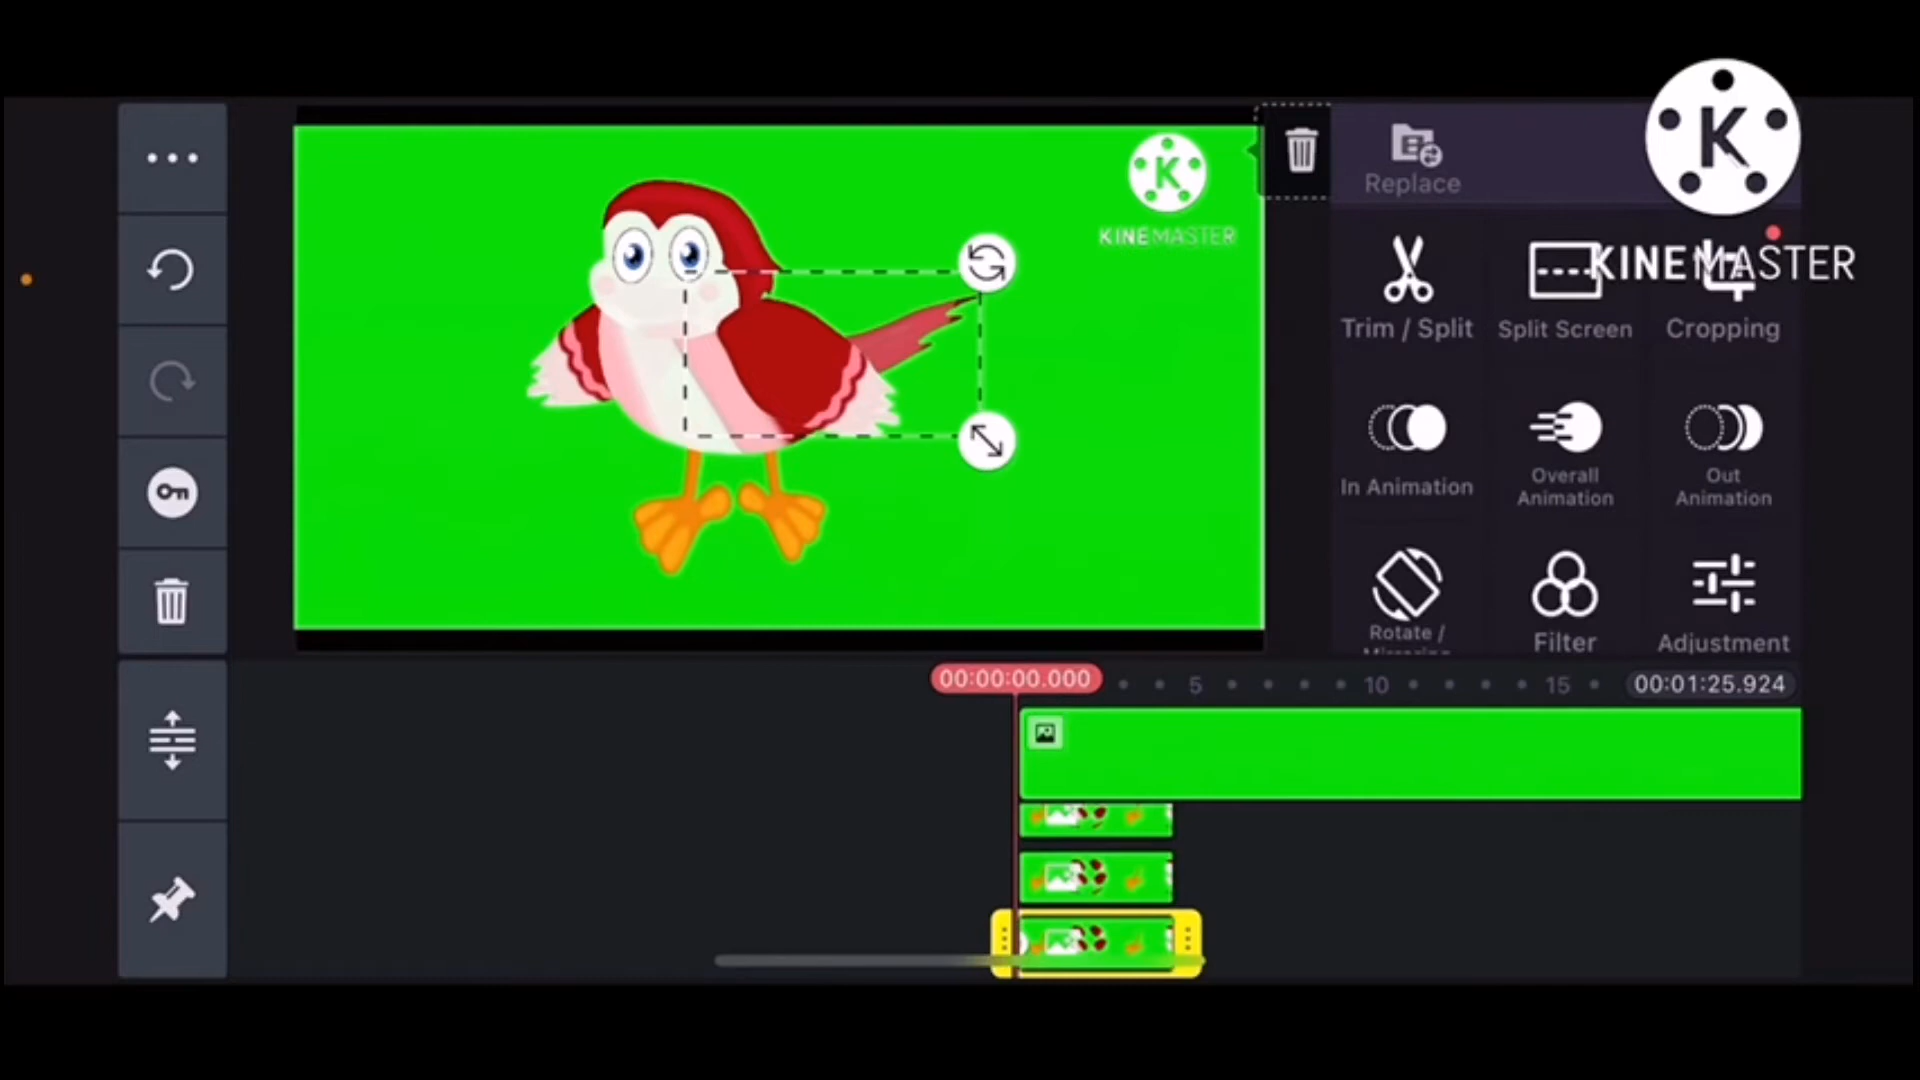 K
KINEMASTER
Replace
K
KINEMASTER
Trim / Split
Split Screen
Cropping
In Animation
Overall
Animation
Out
Animation
Rotate /
Filter
Adjustment
00:00:00.000
5
10
15
00:01:25.924